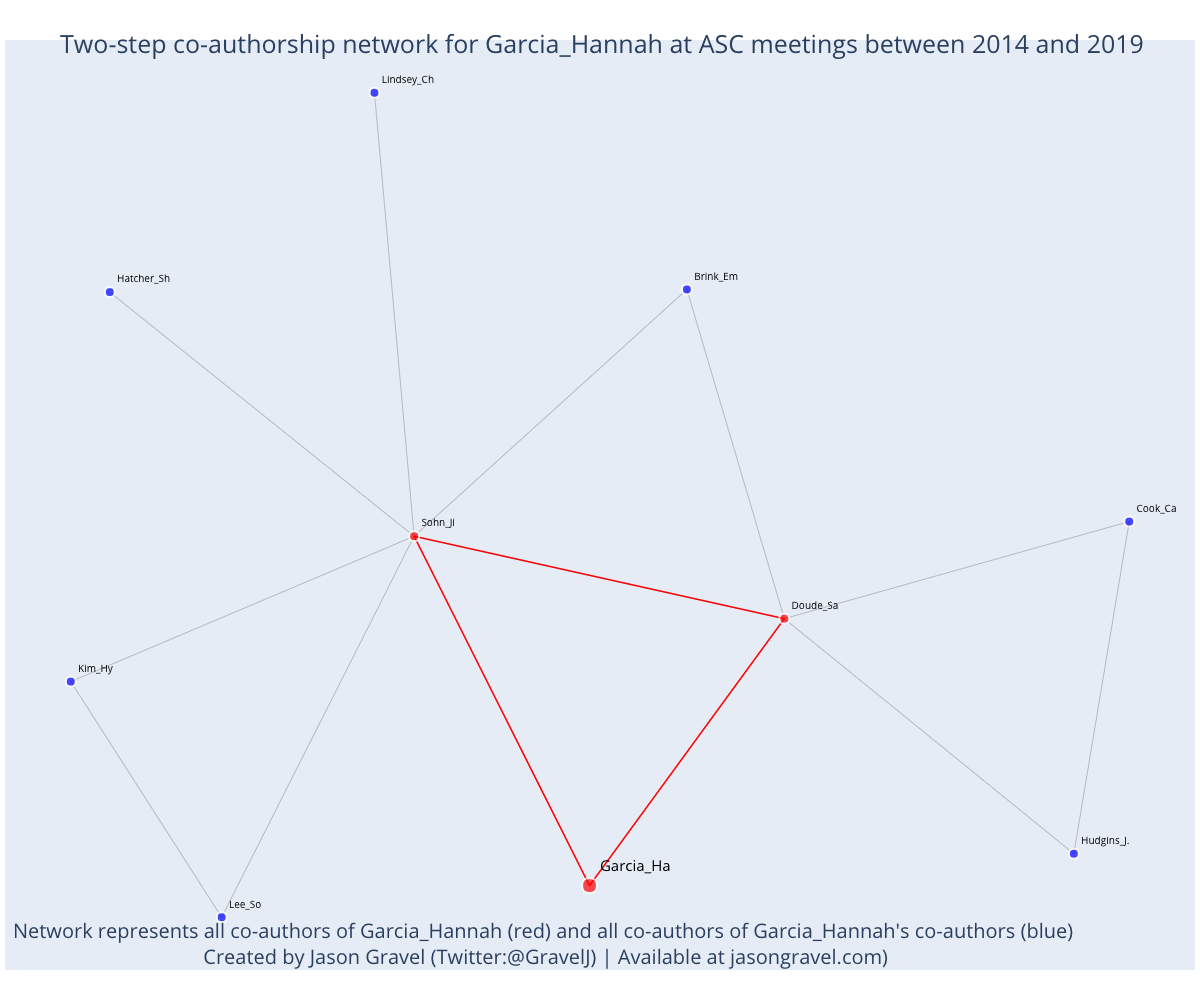 Two-step co-authorship network for Garcia_Hannah at ASC meetings between 2014 and 2019
Lindsey_Ch
Hatcher_Sh
Brink_Em
Cook_Ca
Sohn_Ji
Doude_Sa
Kim_Hy
Hudgins_J.
Garcia_Ha
Lee_So
Network represents all co-authors of Garcia_Hannah (red) and all co-authors of Garcia_Hannah's co-authors (blue)
Created by Jason Gravel (Twitter:@GravelJ) | Available at jasongravel.com)